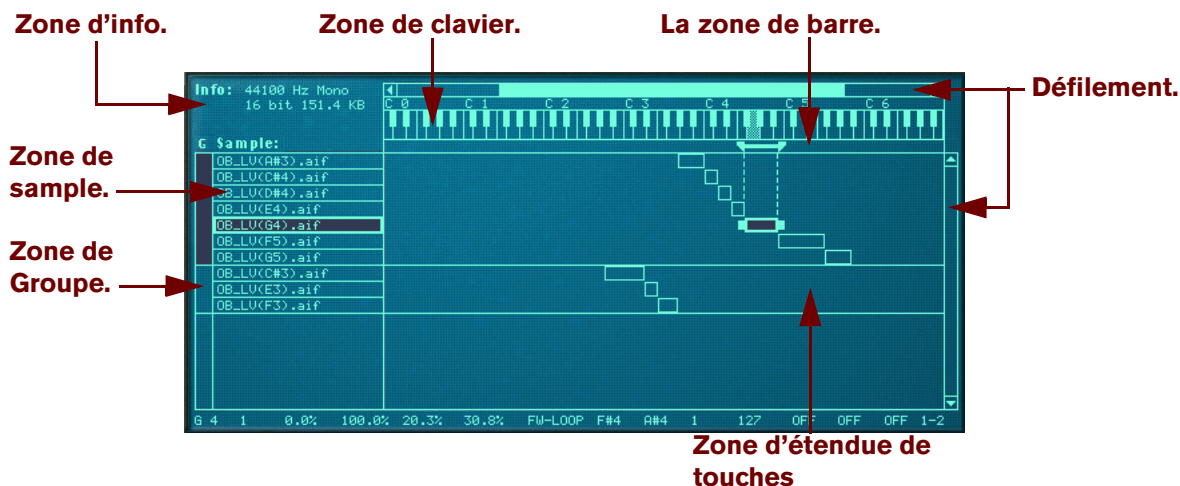 Zone d’info.
Zone de clavier.
La zone de barre.
Défilement.
Info: 44100 Hz Mono
16 bit 151.4 KB
C 0 C 1 C 2 C 3 C 4 C 5 C 6
G Sample:
Zone de
sample.
OB_LV(A#3).aif
OB_LV(C#4).aif
OB_LV(D#4).aif
OB_LV(E4).aif
OB_LV(G4).aif
OB_LV(F5).aif
OB_LV(G5).aif
OB_LV(C#3).aif
OB_LV(E3).aif
OB_LV(F3).aif
Zone de
Groupe.
G 4 1 0.0% 100.0% 20.3% 30.8% FW-LOOP F#4 A#4 1 127 OFF OFF OFF 1-2
Zone d’étendue de
touches